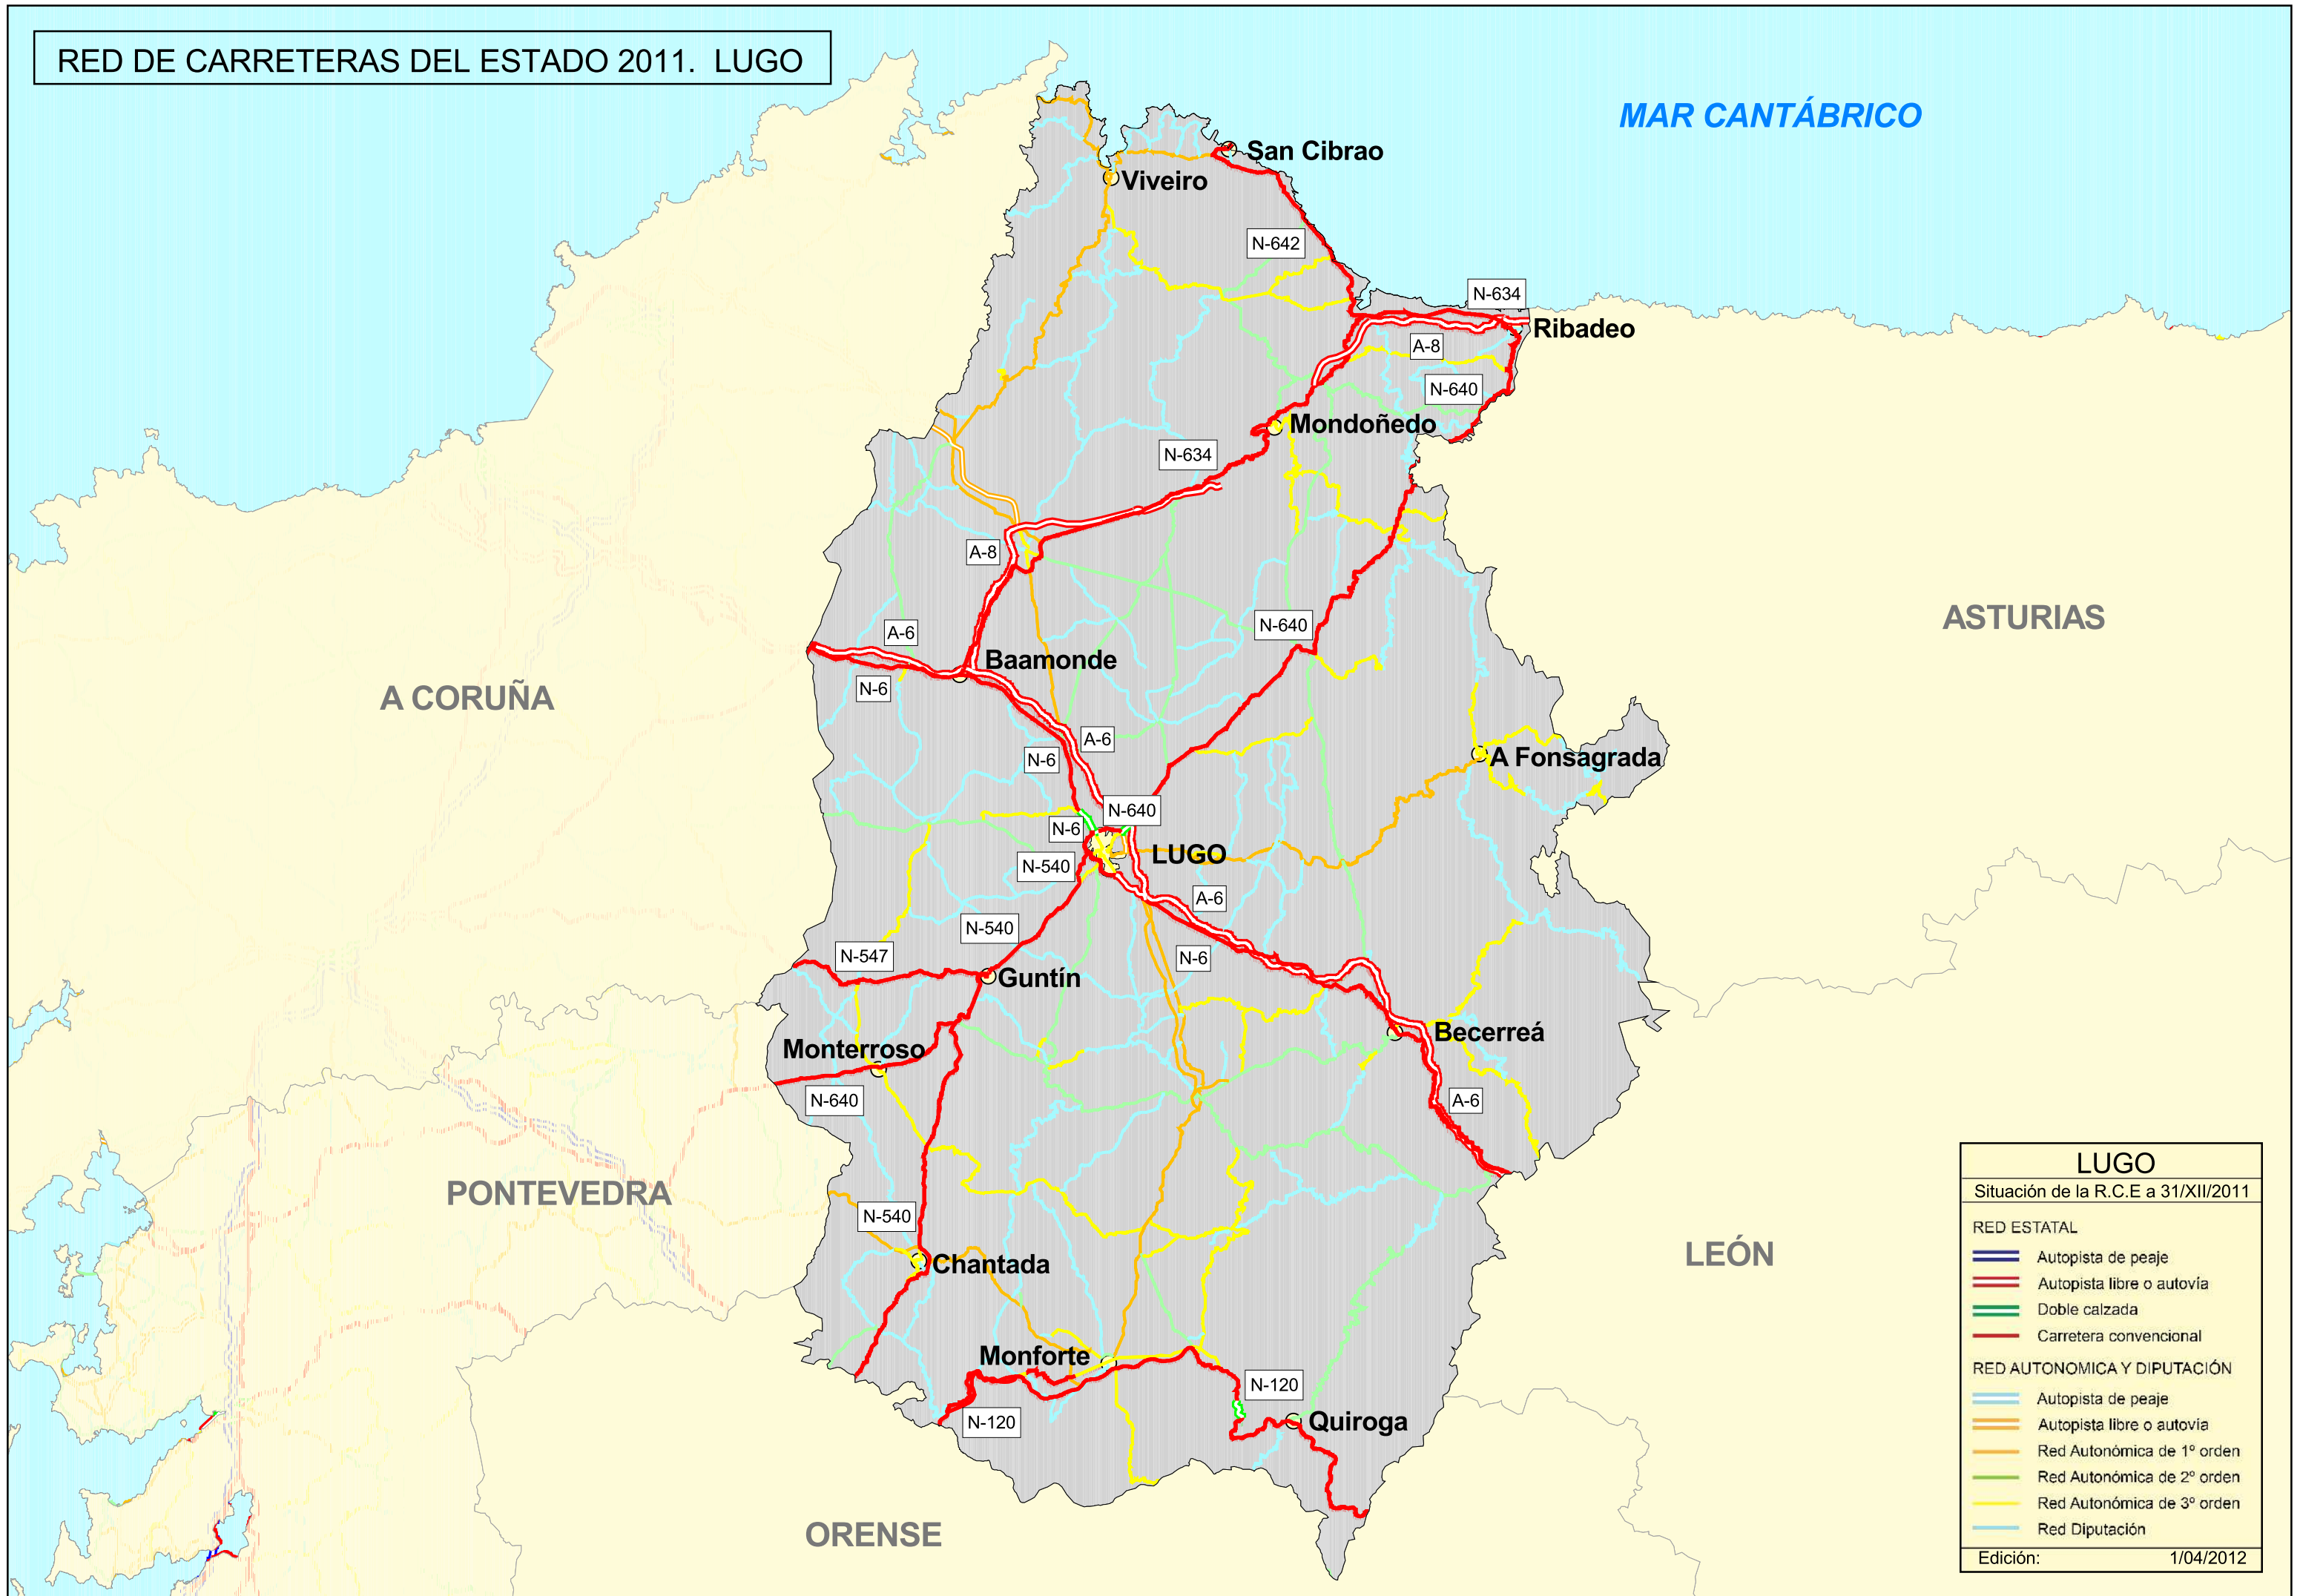 RED DE CARRETERAS DEL ESTADO 2011. LUGO
MAR CANTÁBRICO
San Cibrao
Viveiro
N-642
N-634
Ribadeo
A-8
N-640
Mondoñedo
N-634
A-8
ASTURIAS
N-640
A-6
Baamonde
N-6
A CORUÑA
A-6
N-6
A Fonsagrada
N-640
N-6
LUGO
N-540
A-6
N-540
N-547
N-6
Guntín
Becerreá
Monterroso
N-640
A-6
PONTEVEDRA
N-540
Chantada
LEÓN
Monforte
N-120
N-120
Quiroga
ORENSE
LUGO
Situación de la R.C.E a 31/XII/2011
RED ESTATAL
Autopista de peaje
Autopista libre o autovía
Doble calzada
Carretera convencional
RED AUTONOMICA Y DIPUTACIÓN
Autopista de peaje
Autopista libre o autovía
Red Autonómica de 1º orden
Red Autonómica de 2º orden
Red Autonómica de 3º orden
Red Diputación
Edición: 1/04/2012